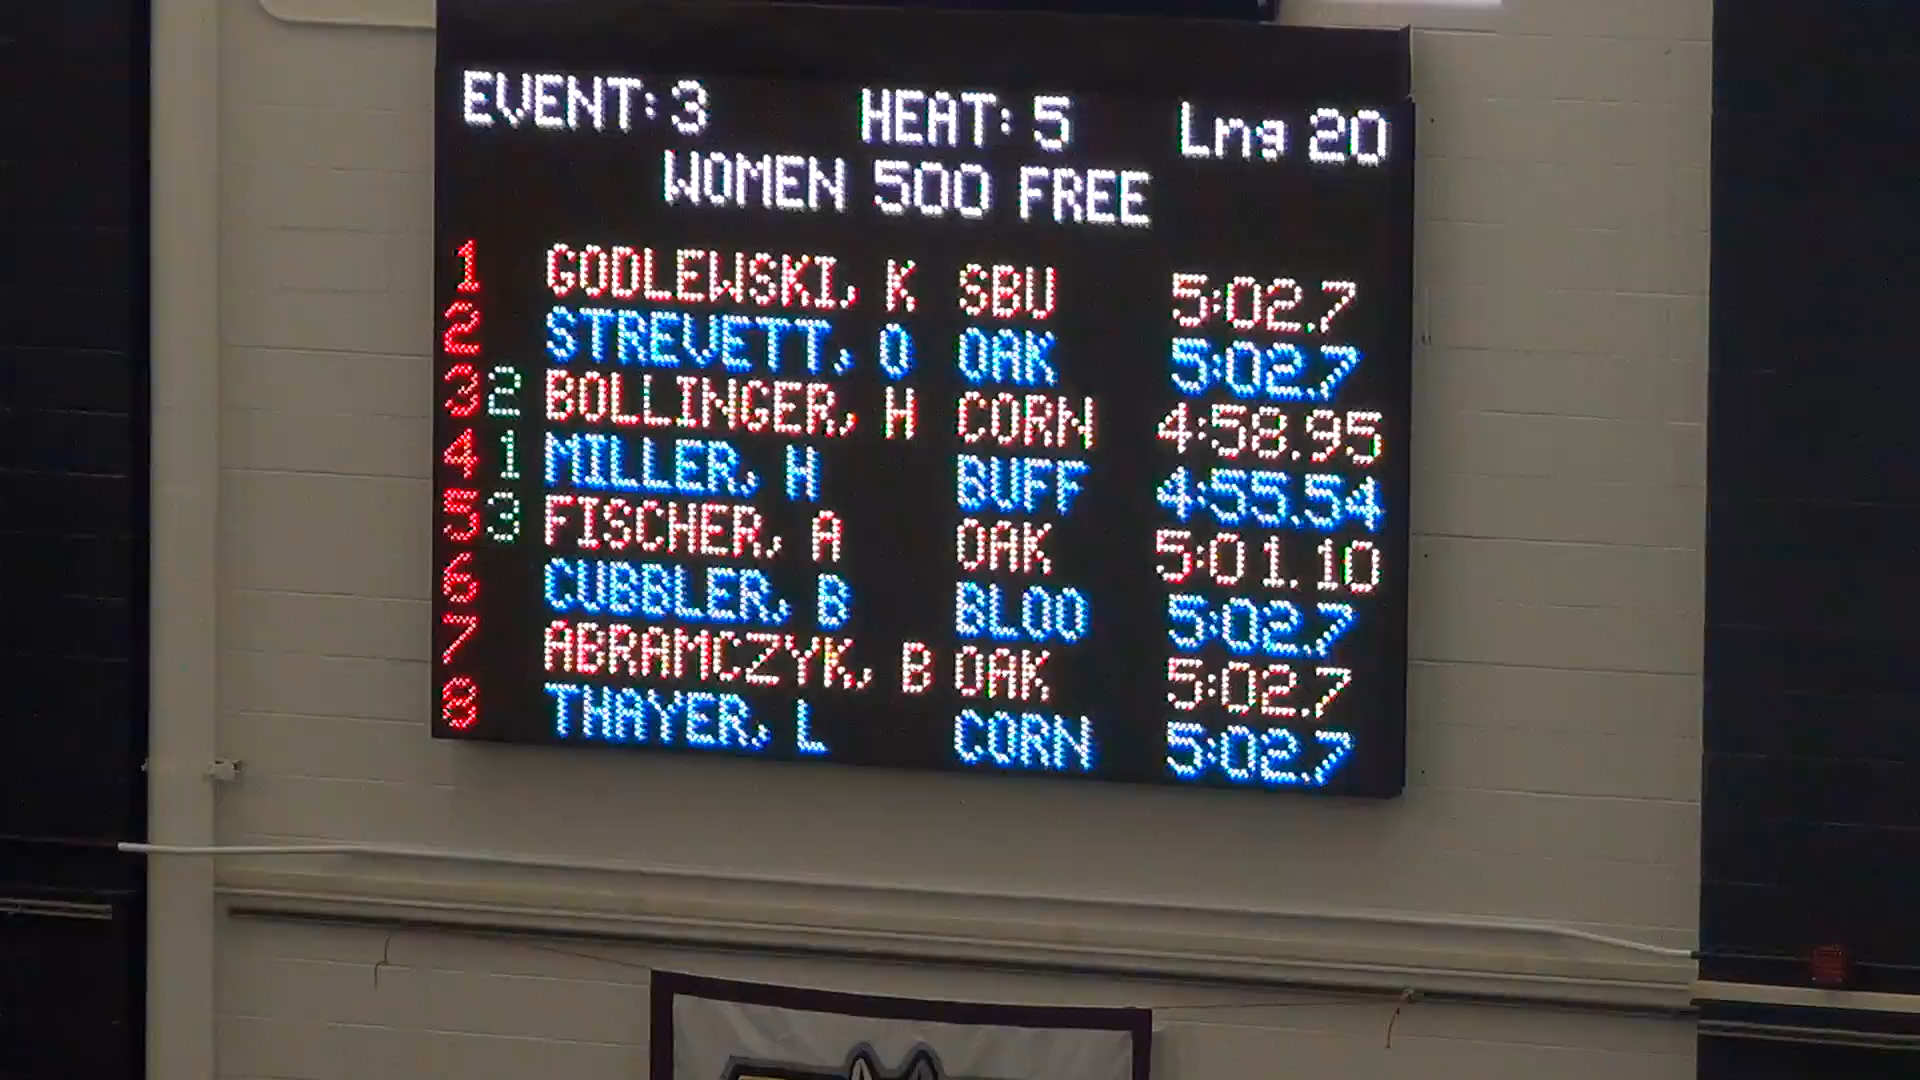 EVENT: 3 HEAT: 5 Lng 20
WOMEN 500 FREE
1 GODLEWSKI, K SBU 5:02.7
2 STREVETT, O OAK 5:02.7
3 2 BOLLINGER, H CORN 4:58.95
4 1 MILLER, H BUFF 4:55.54
5 3 FISCHER, A OAK 5:01.10
6 CUBBLER, B BLOO 5:02.7
7 ABRAMCZYK, B OAK 5:02.7
8 THAYER, L CORN 5:02.7